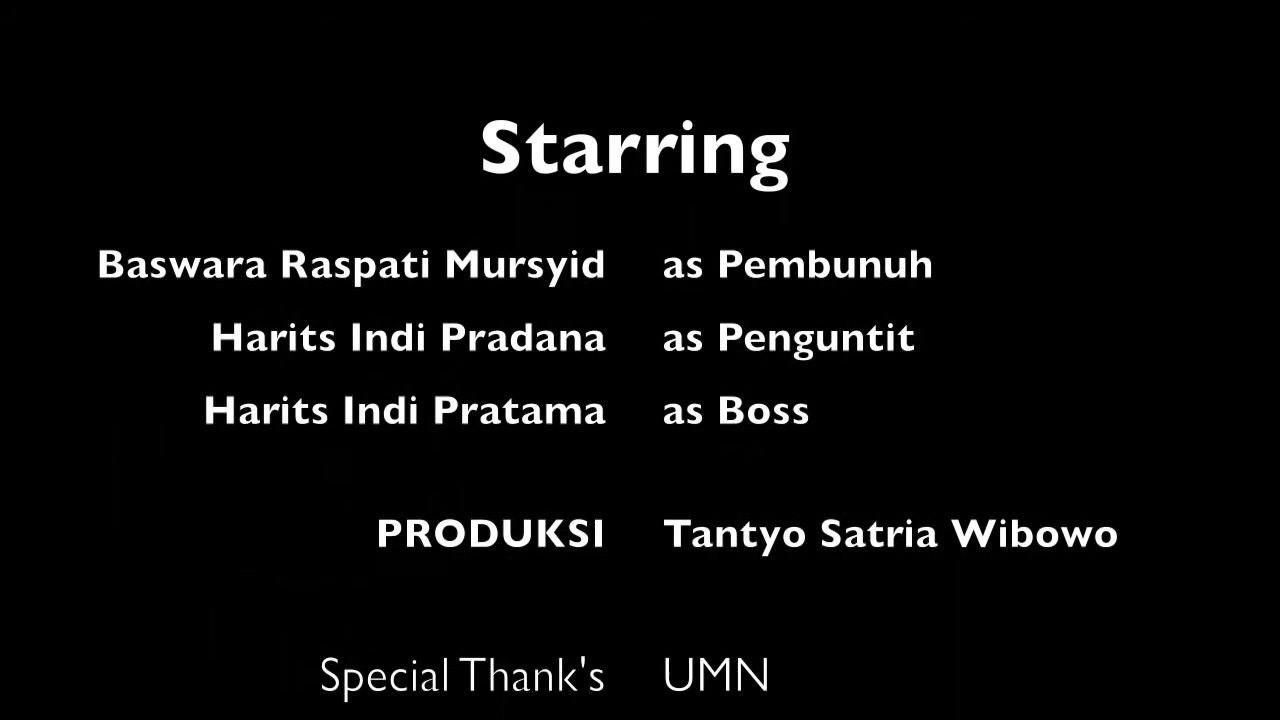 Starring
Baswara Raspati Mursyid as Pembunuh
Harits Indi Pradana as Penguntit
Harits Indi Pratama as Boss
PRODUKSI Tantyo Satria Wibowo
Special Thank's UMN